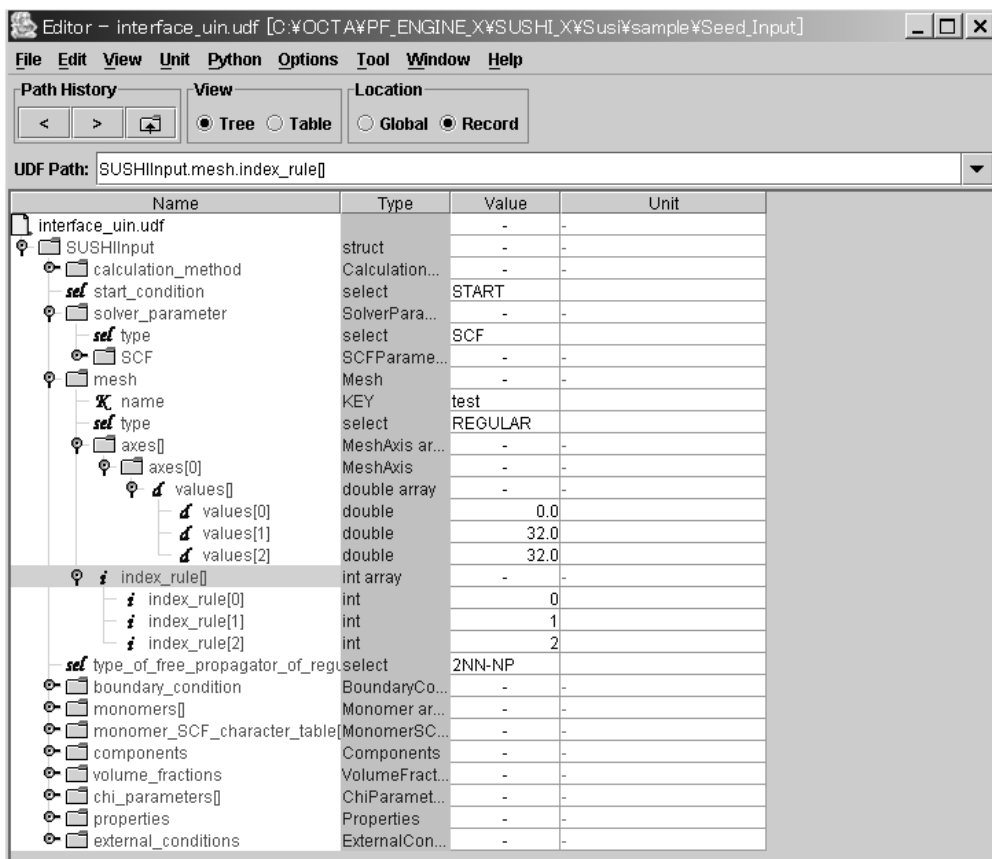 Editor – interface_uin.udf [C:¥OCTA¥PF_ENGINE_X¥SUSHI_X¥Susi¥sample¥Seed_Input]
File Edit View Unit Python Options Tool Window Help
Path History View Location
< > Tree Table Global Record
UDF Path: SUSHIInput.mesh.index_rule[]
Name Type Value Unit
interface_uin.udf - -
SUSHIInput struct - -
calculation_method Calculation... - -
sel start_condition select START
solver_parameter SolverPara... - -
sel type select SCF
SCF SCFParame... - -
mesh Mesh - -
K name KEY test
sel type select REGULAR
axes[] MeshAxis ar... - -
axes[0] MeshAxis - -
d values[] double array - -
d values[0] double 0.0
d values[1] double 32.0
d values[2] double 32.0
i index_rule[] int array - -
i index_rule[0] int 0
i index_rule[1] int 1
i index_rule[2] int 2
sel type_of_free_propagator_of_regu select 2NN-NP
boundary_condition BoundaryCo... - -
monomers[] Monomer ar... - -
monomer_SCF_character_table[ MonomerSC... - -
components Components - -
volume_fractions VolumeFract... - -
chi_parameters[] ChiParamet... - -
properties Properties - -
external_conditions ExternalCon... - -